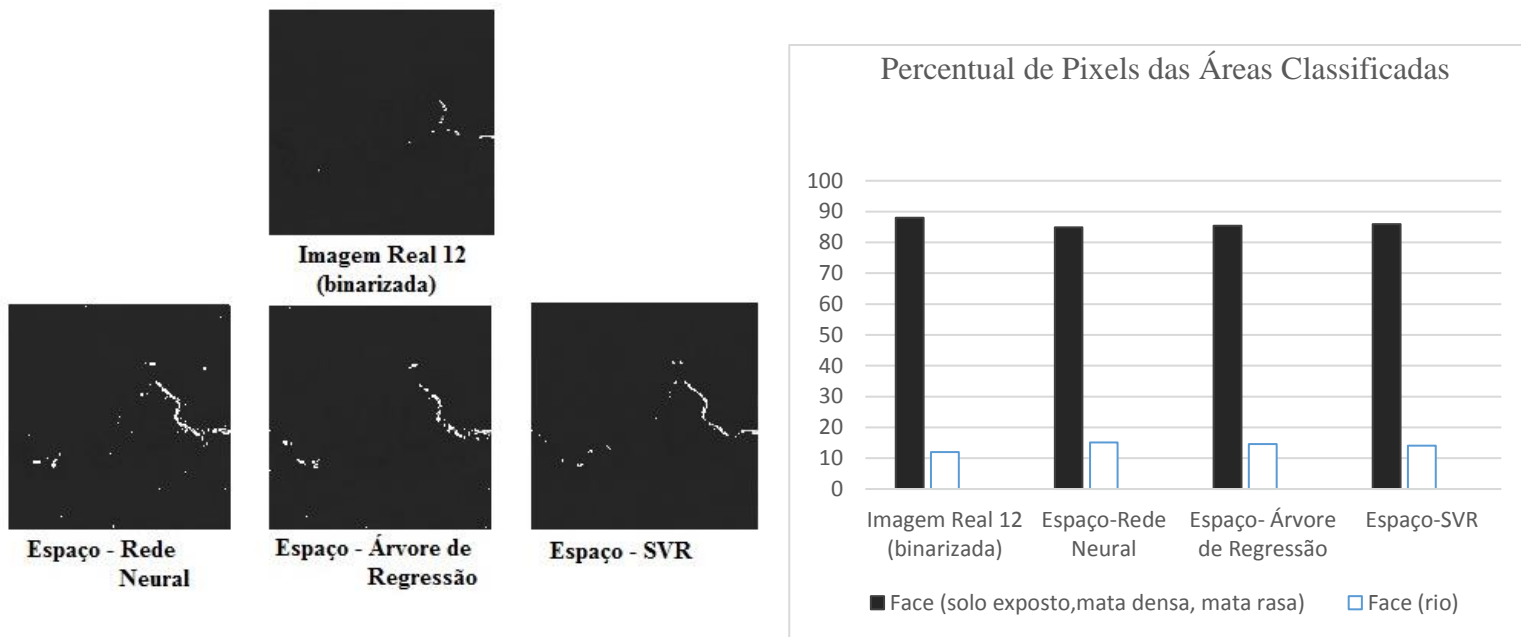 Imagem Real 12
(binarizada)
Espaço - Rede
Neural
Espaço - Árvore de
Regressão
Espaço - SVR
Percentual de Pixels das Áreas Classificadas
100
90
80
70
60
50
40
30
20
10
0
Imagem Real 12
(binarizada)
Espaço-Rede
Neural
Espaço- Árvore
de Regressão
Espaço-SVR
Face (solo exposto,mata densa, mata rasa)
Face (rio)